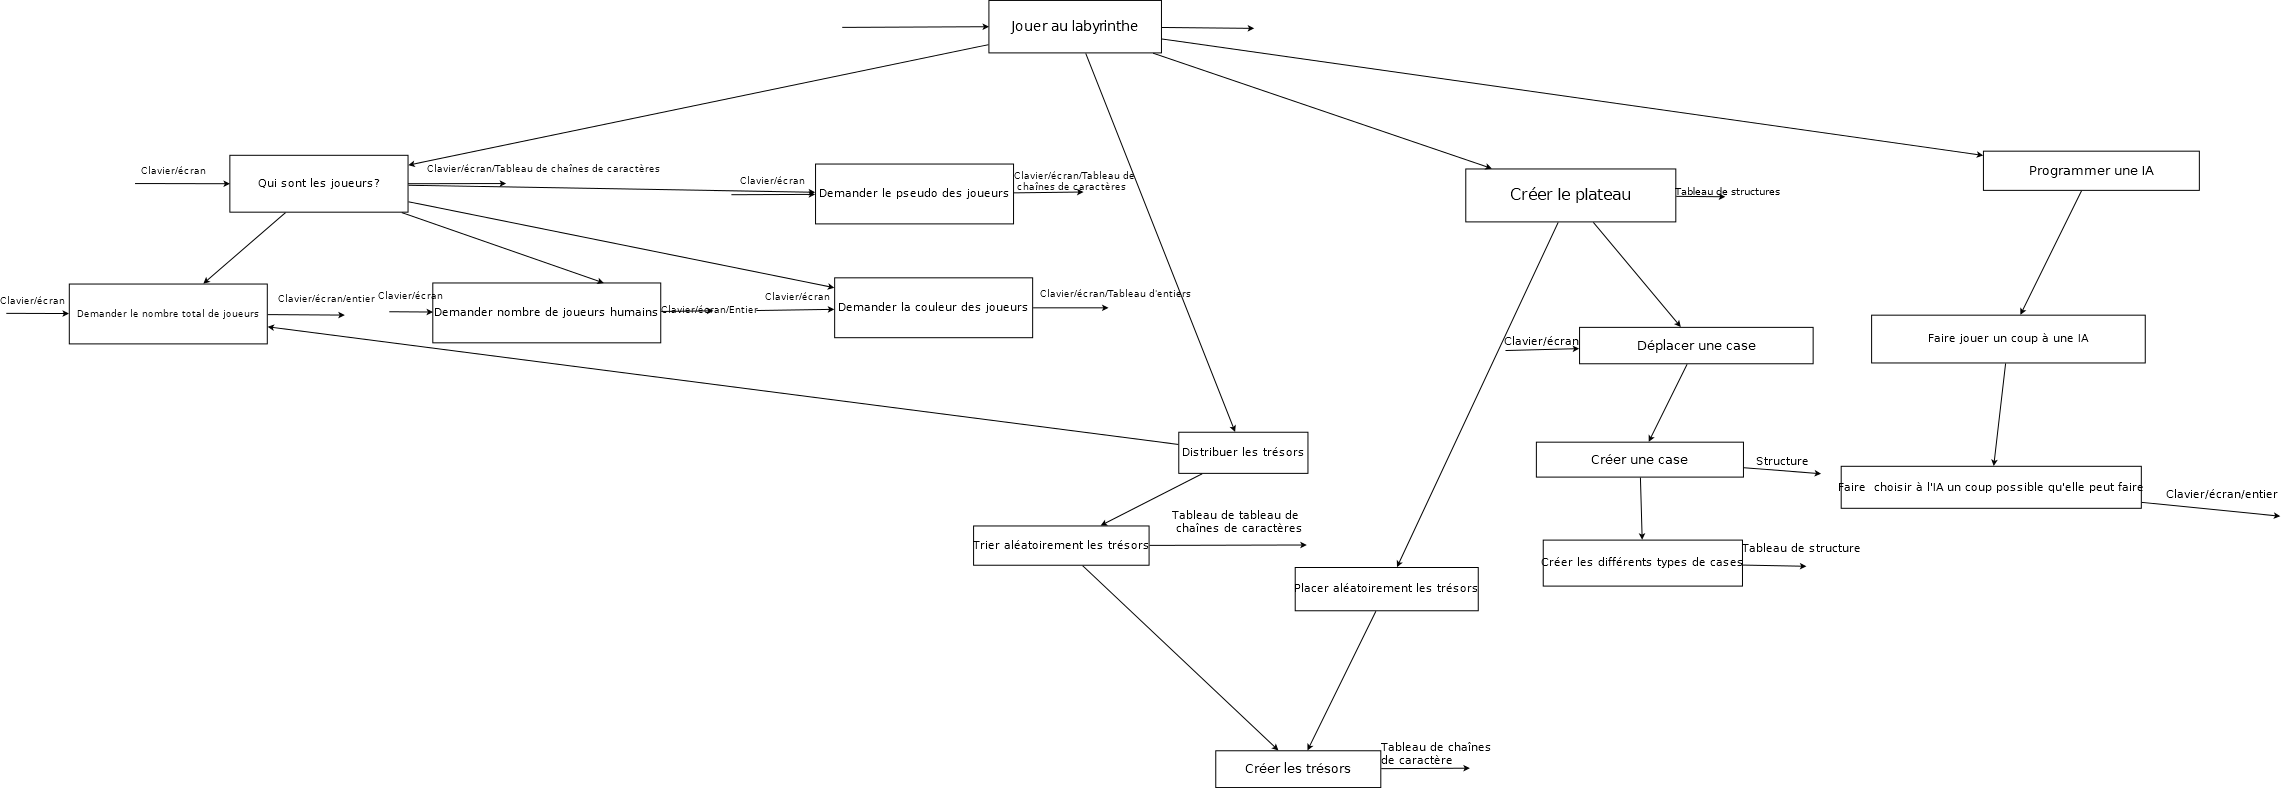 Jouer au labyrinthe
Clavier/écran
Qui sont les joueurs?
Clavier/écran/Tableau de chaînes de caractères
Clavier/écran
Demander le pseudo des joueurs
Clavier/écran/Tableau de
chaînes de caractères
Créer le plateau
Tableau de structures
Programmer une IA
Clavier/écran
Demander le nombre total de joueurs
Clavier/écran/entier
Clavier/écran
Demander nombre de joueurs humains
Clavier/écran/Entier
Clavier/écran
Demander la couleur des joueurs
Clavier/écran/Tableau d'entiers
Clavier/écran
Déplacer une case
Faire jouer un coup à une IA
Distribuer les trésors
Créer une case
Structure
Faire  choisir à l'IA un coup possible qu'elle peut faire
Clavier/écran/entier
Trier aléatoirement les trésors
Tableau de tableau de
chaînes de caractères
Placer aléatoirement les trésors
Créer les différents types de cases
Tableau de structure
Créer les trésors
Tableau de chaînes
de caractère